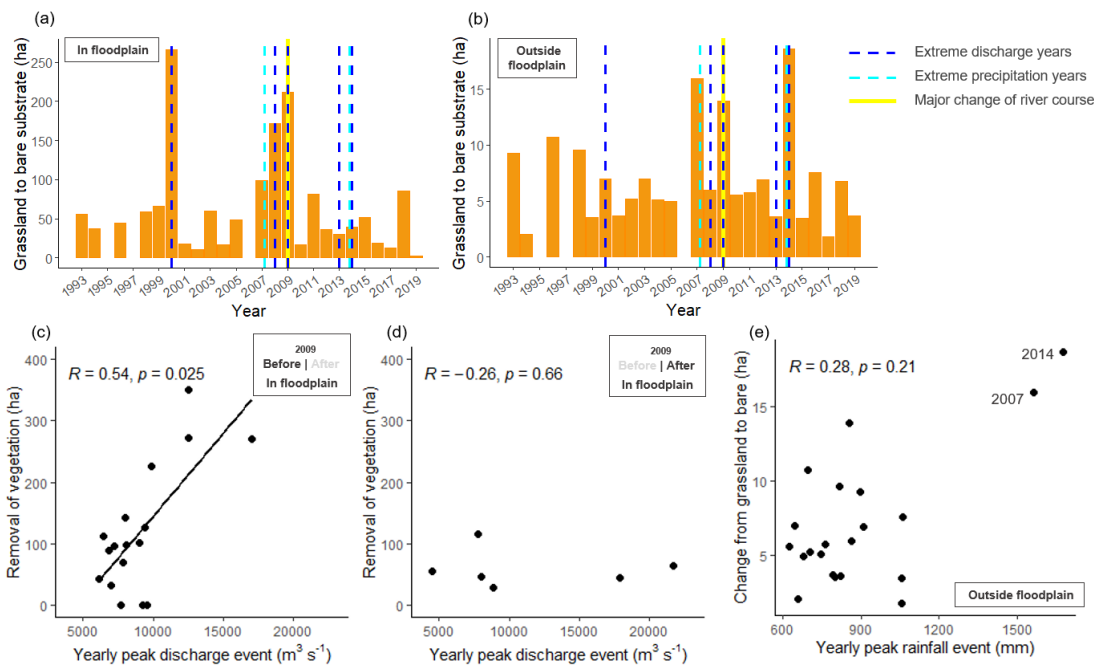 (a)
In floodplain
Grassland to bare substrate (ha)
250
200
150
100
50
0
1993
1995
1997
1999
2001
2003
2005
2007
2009
2011
2013
2015
2017
2019
Year
(b)
Outside
floodplain
Grassland to bare substrate (ha)
15
10
5
0
1993
1995
1997
1999
2001
2003
2005
2007
2009
2011
2013
2015
2017
2019
Year
Extreme discharge years
Extreme precipitation years
Major change of river course
(c)
2009
Before | After
In floodplain
R = 0.54, p = 0.025
Removal of vegetation (ha)
400
300
200
100
0
5000
10000
15000
20000
Yearly peak discharge event (m³ s⁻¹)
(d)
2009
Before | After
In floodplain
R = −0.26, p = 0.66
Removal of vegetation (ha)
400
300
200
100
0
5000
10000
15000
20000
Yearly peak discharge event (m³ s⁻¹)
(e)
R = 0.28, p = 0.21
2014
2007
Change from grassland to bare (ha)
15
10
5
0
600
900
1200
1500
Outside floodplain
Yearly peak rainfall event (mm)